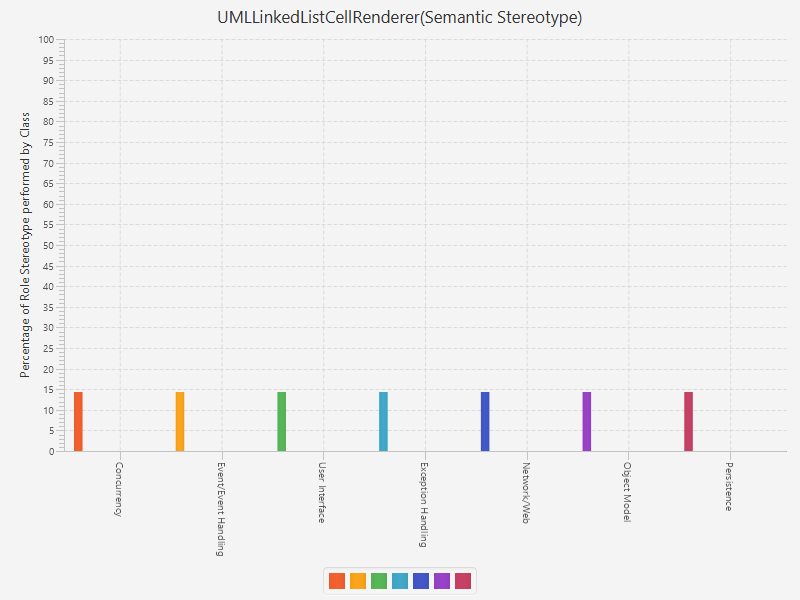 UMLLinkedListCellRenderer(Semantic Stereotype)
Percentage of Role Stereotype performed by Class
100
95
90
85
80
75
70
65
60
55
50
45
40
35
30
25
20
15
10
5
0
Concurrency
Event/Event Handling
User Interface
Exception Handling
Network/Web
Object Model
Persistence